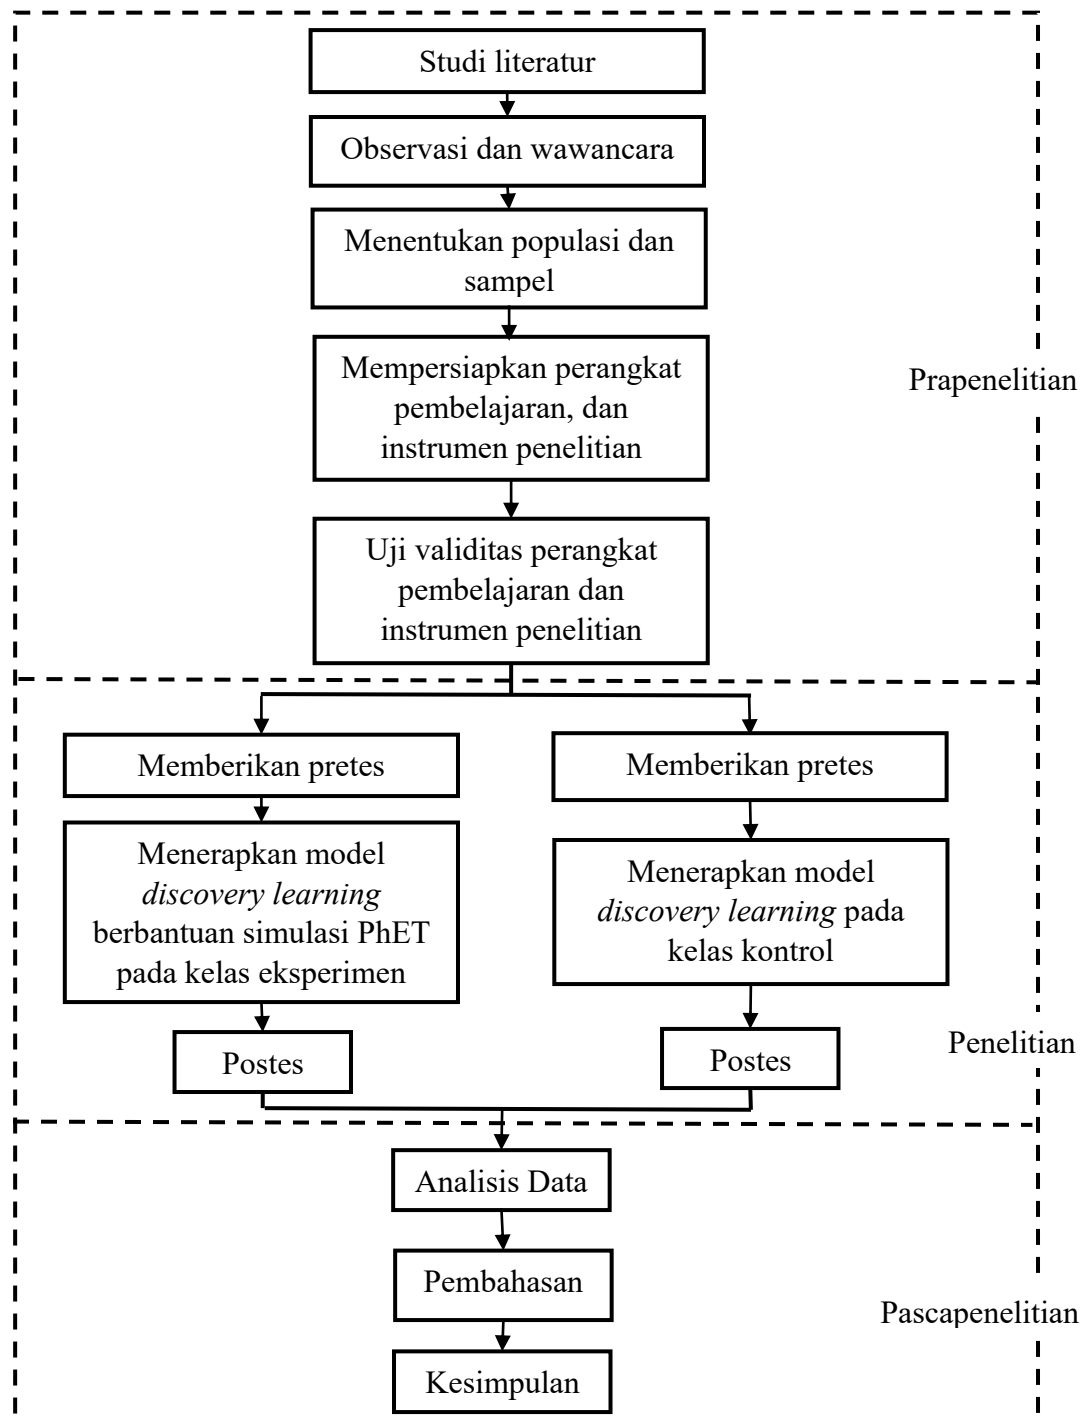 Studi literatur
Observasi dan wawancara
Menentukan populasi dan
sampel
Mempersiapkan perangkat
pembelajaran, dan
instrumen penelitian
Prapenelitian
Uji validitas perangkat
pembelajaran dan
instrumen penelitian
Memberikan pretes
Menerapkan model
discovery learning
berbantuan simulasi PhET
pada kelas eksperimen
Postes
Memberikan pretes
Menerapkan model
discovery learning pada
kelas kontrol
Postes
Penelitian
Analisis Data
Pembahasan
Kesimpulan
Pascapenelitian